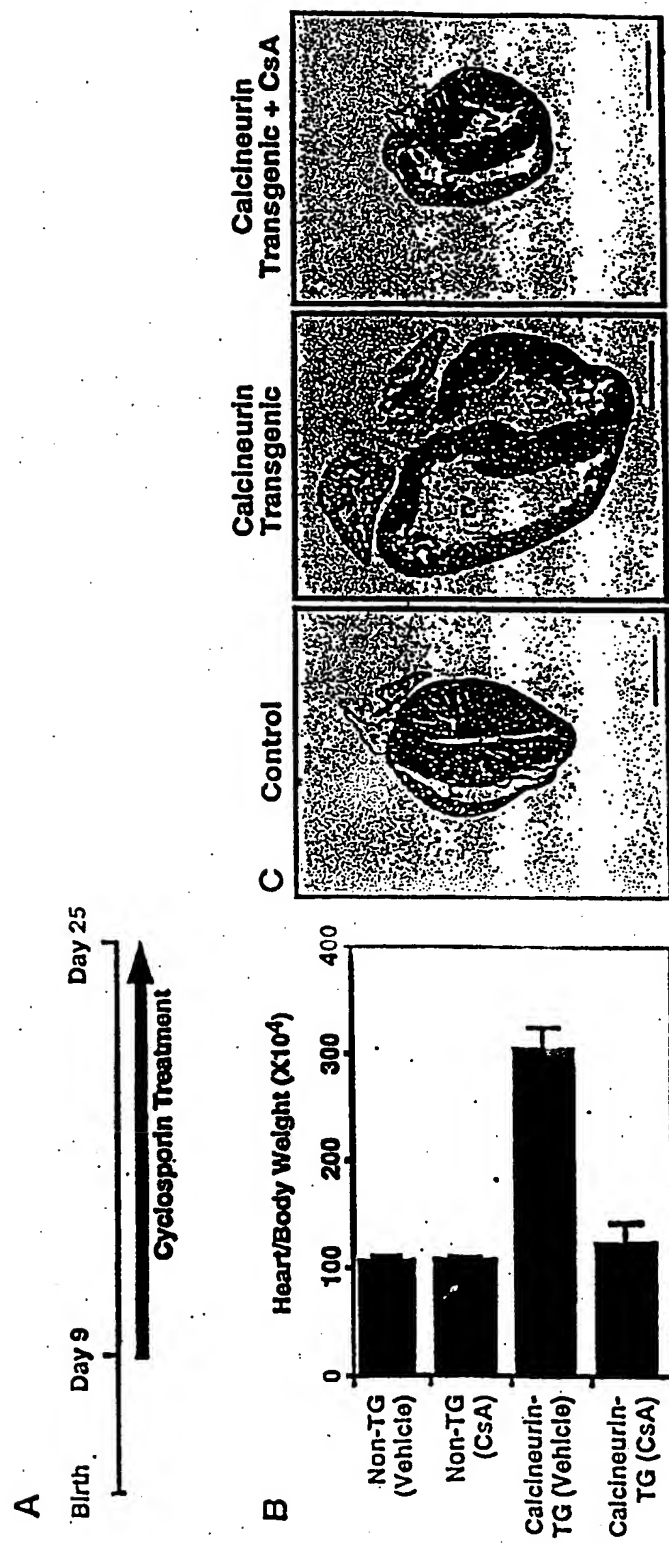 A
Birth
Day 9
Day 25
Cyclosporin Treatment
B
Heart/Body Weight (X10⁴)
0
100
200
300
400
Non-TG
(Vehicle)
Non-TG
(CsA)
Calcineurin-
TG (Vehicle)
Calcineurin-
TG (CsA)
C
Control
Calcineurin
Transgenic
Calcineurin
Transgenic + CsA